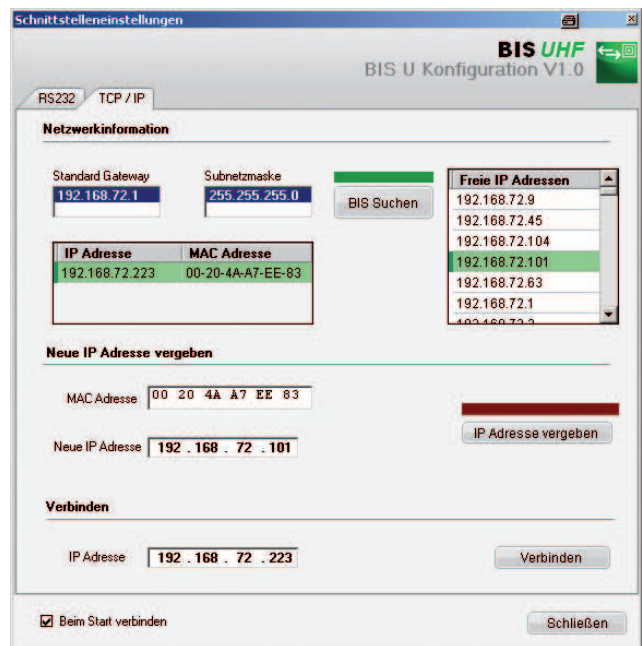 Schnittstelleneinstellungen
BIS UHF
BIS U Konfiguration V1.0
RS232
TCP / IP
Netzwerkinformation
Standard Gateway
192.168.72.1
Subnetzmaske
255.255.255.0
BIS Suchen
Freie IP Adressen
192.168.72.9
192.168.72.45
192.168.72.104
192.168.72.101
192.168.72.63
192.168.72.1
IP Adresse MAC Adresse
192.168.72.223 00-20-4A-A7-EE-83
Neue IP Adresse vergeben
MAC Adresse 00 20 4A A7 EE 83
Neue IP Adresse 192 . 168 . 72 . 101
IP Adresse vergeben
Verbinden
IP Adresse 192 . 168 . 72 . 223
Verbinden
Beim Start verbinden
Schließen